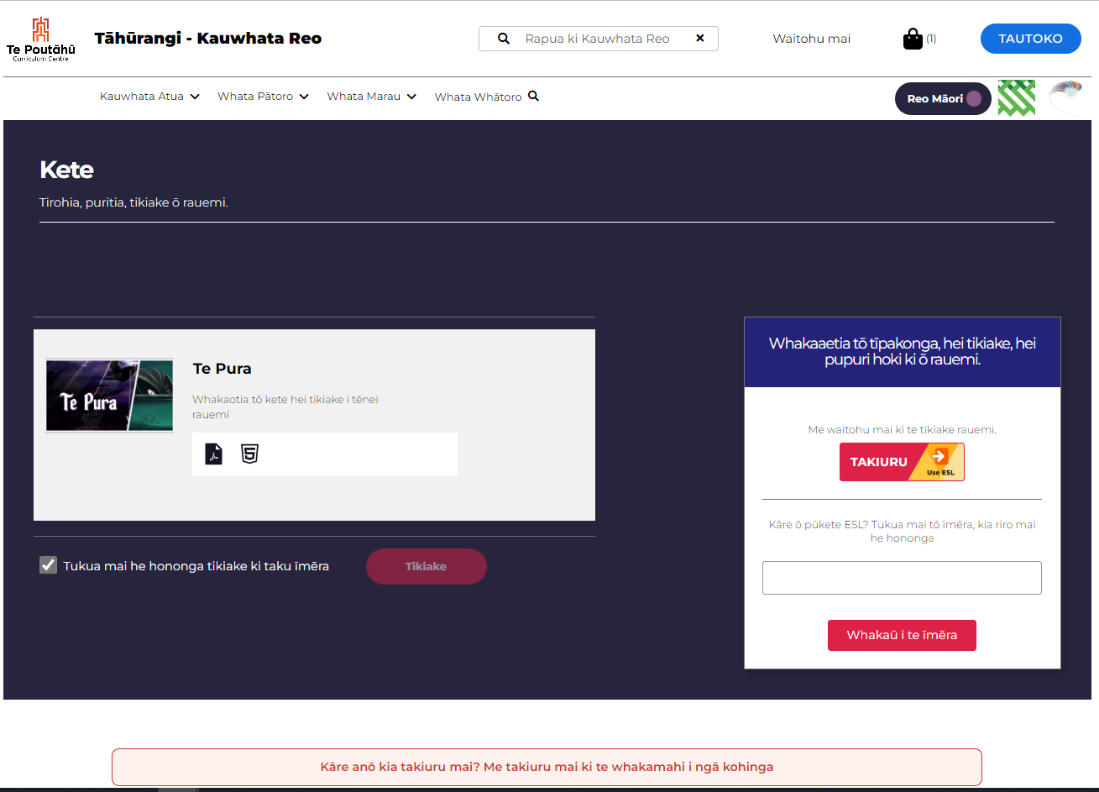 Te Poutāhū
Curriculum Centre
Tāhūrangi - Kauwhata Reo
Rapua ki Kauwhata Reo
Waitohu mai
(1)
TAUTOKO
Kauwhata Atua
Whata Pātoro
Whata Marau
Whata Whātoro
Reo Māori
Kete
Tirohia, puritia, tikiake ō rauemi.
Te Pura
Te Pura
Whakaotia tō kete hei tikiake i tēnei
rauemi
Tukua mai he hononga tikiake ki taku īmēra
Tikiake
Whakaaetia tō tīpakonga, hei tikiake, hei
pupuri hoki ki ō rauemi.
Me waitohu mai ki te tikiake rauemi.
TAKIURU
Use ESL
Kāre ō pūkete ESL? Tukua mai tō īmēra, kia riro mai
he hononga
Whakaū i te īmēra
Kāre anō kia takiuru mai? Me takiuru mai ki te whakamahi i ngā kohinga